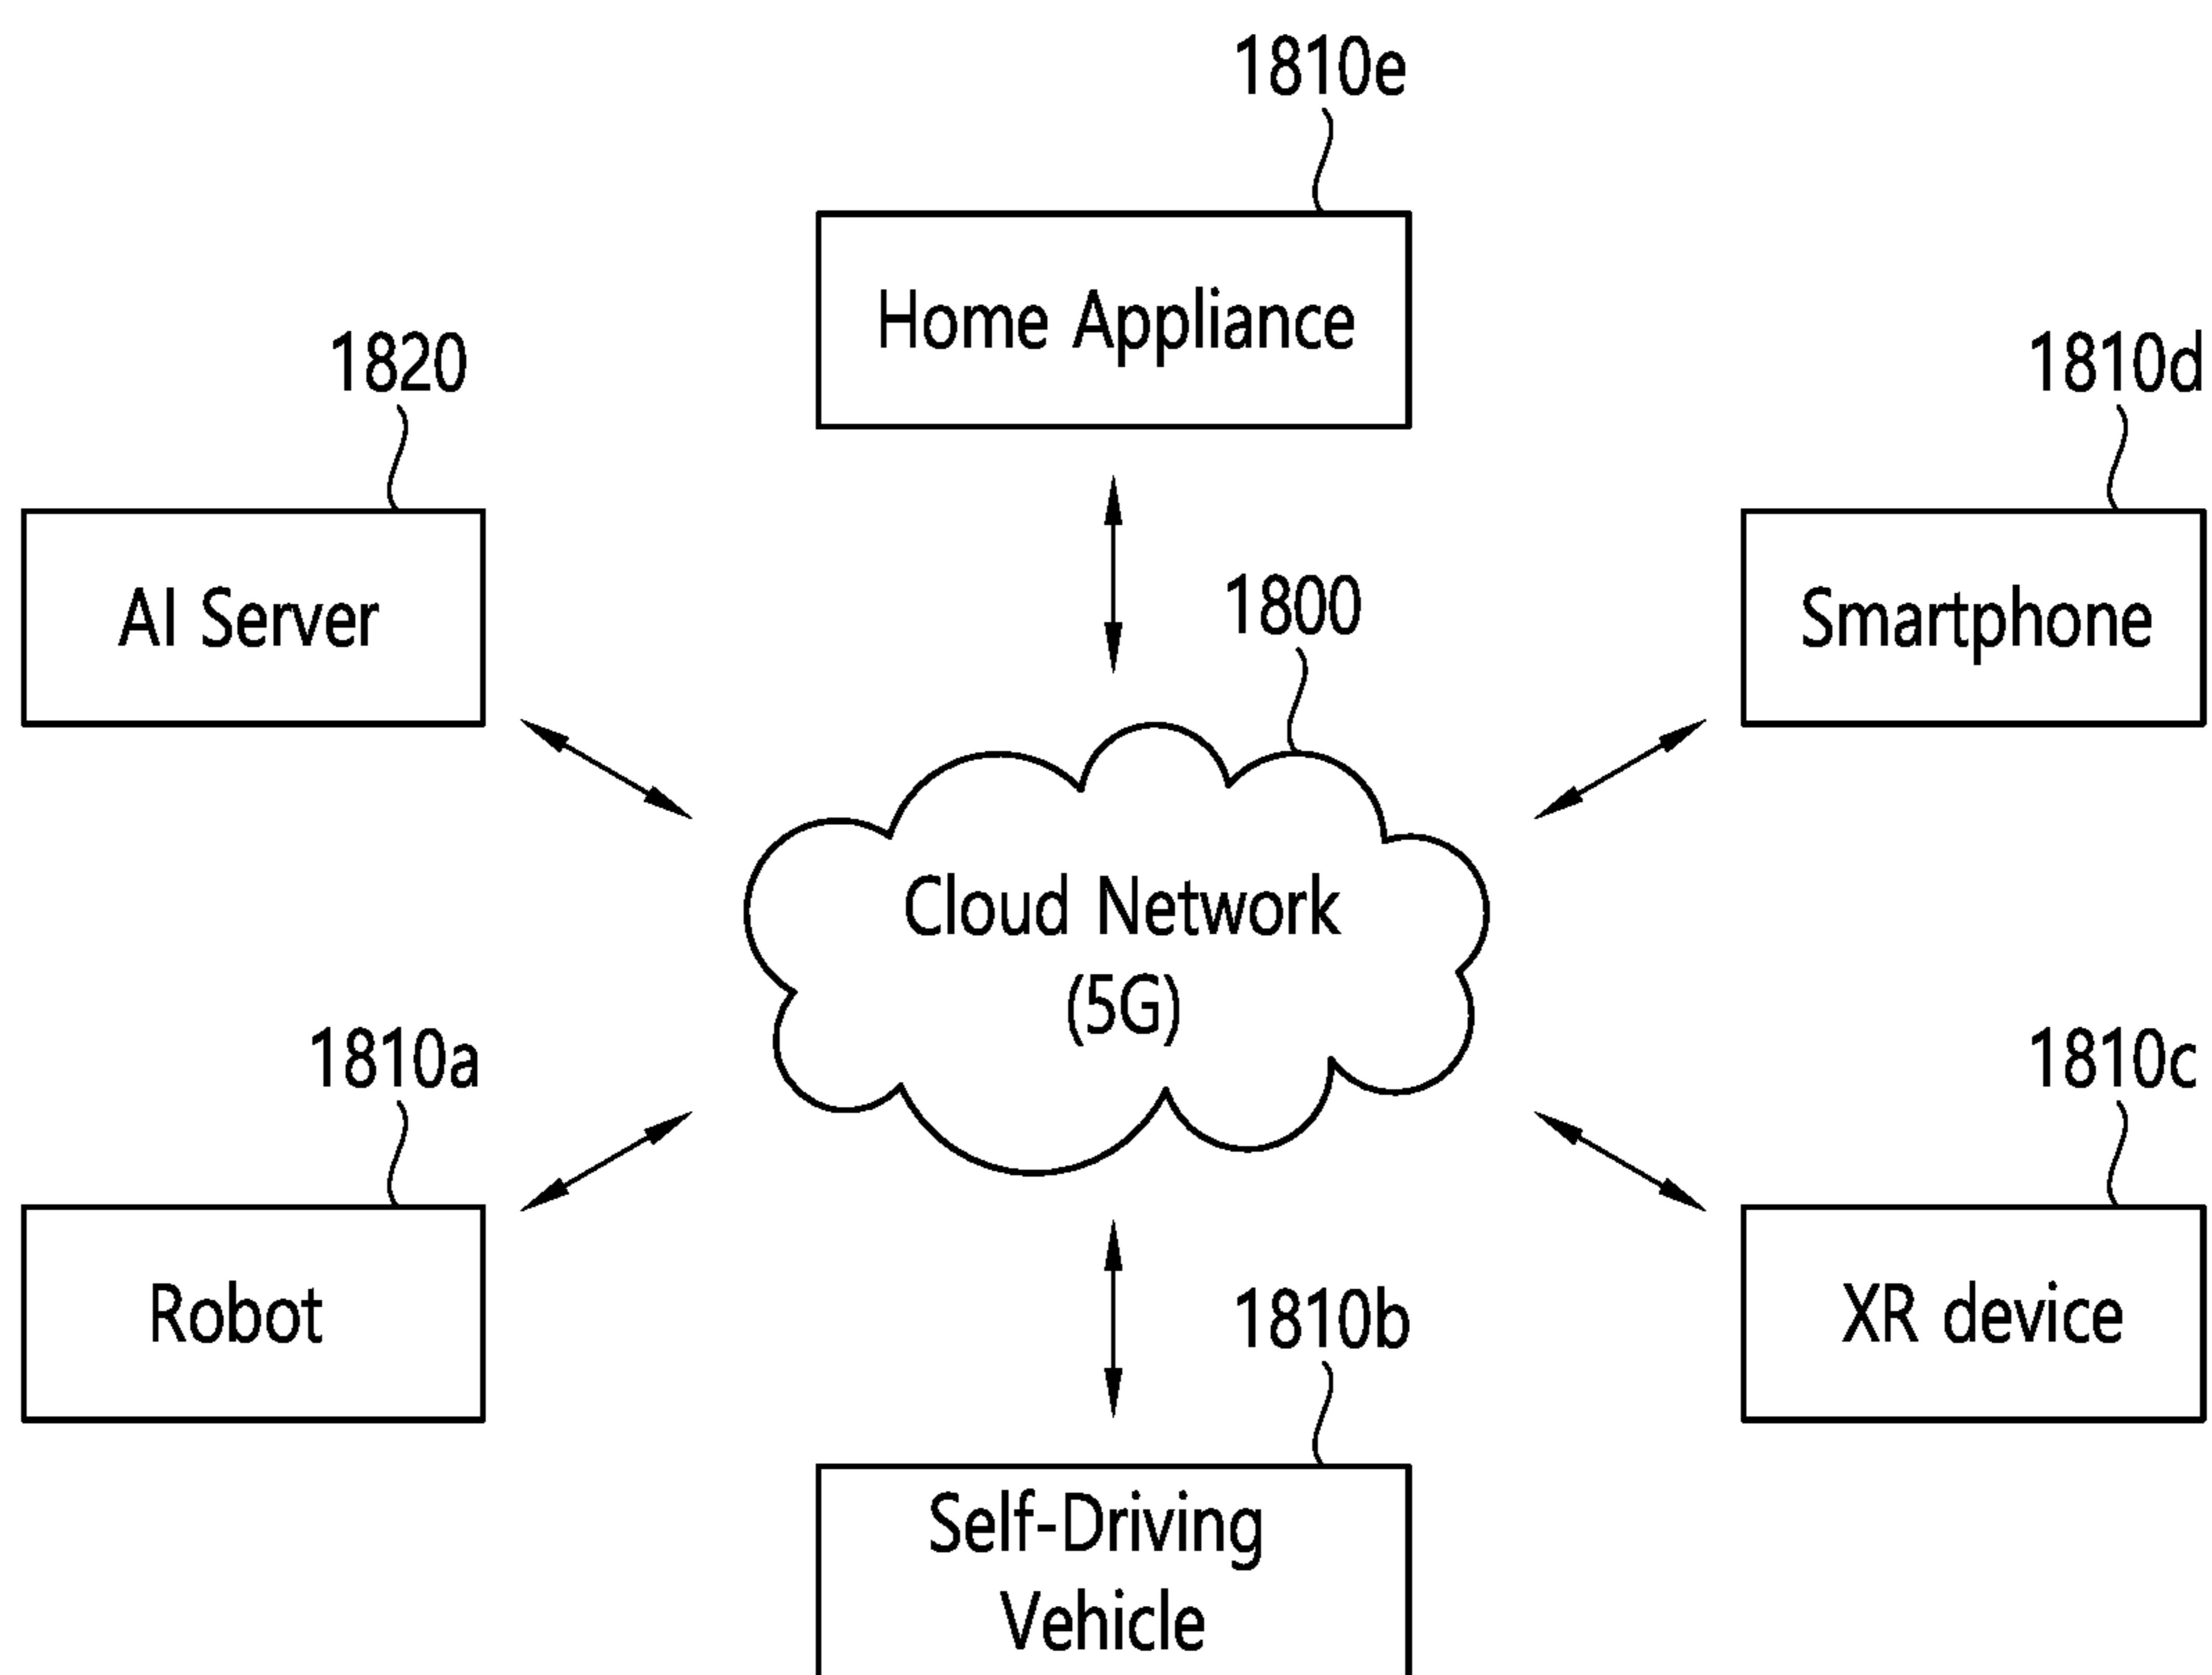 1810e
Home Appliance
1820
1810d
AI Server
1800
Smartphone
Cloud Network
(5G)
1810a
1810c
Robot
1810b
XR device
Self-Driving
Vehicle